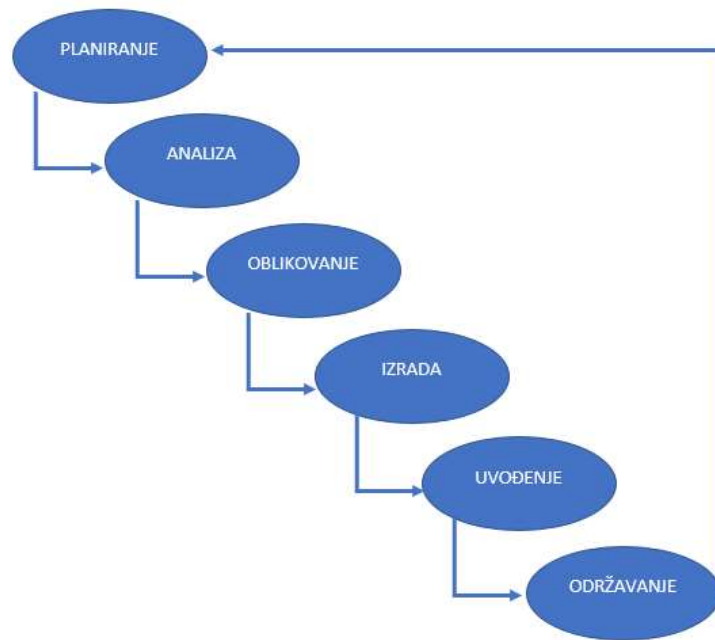 PLANIRANJE
ANALIZA
OBLIKOVANJE
IZRADA
UVOĐENJE
ODRŽAVANJE